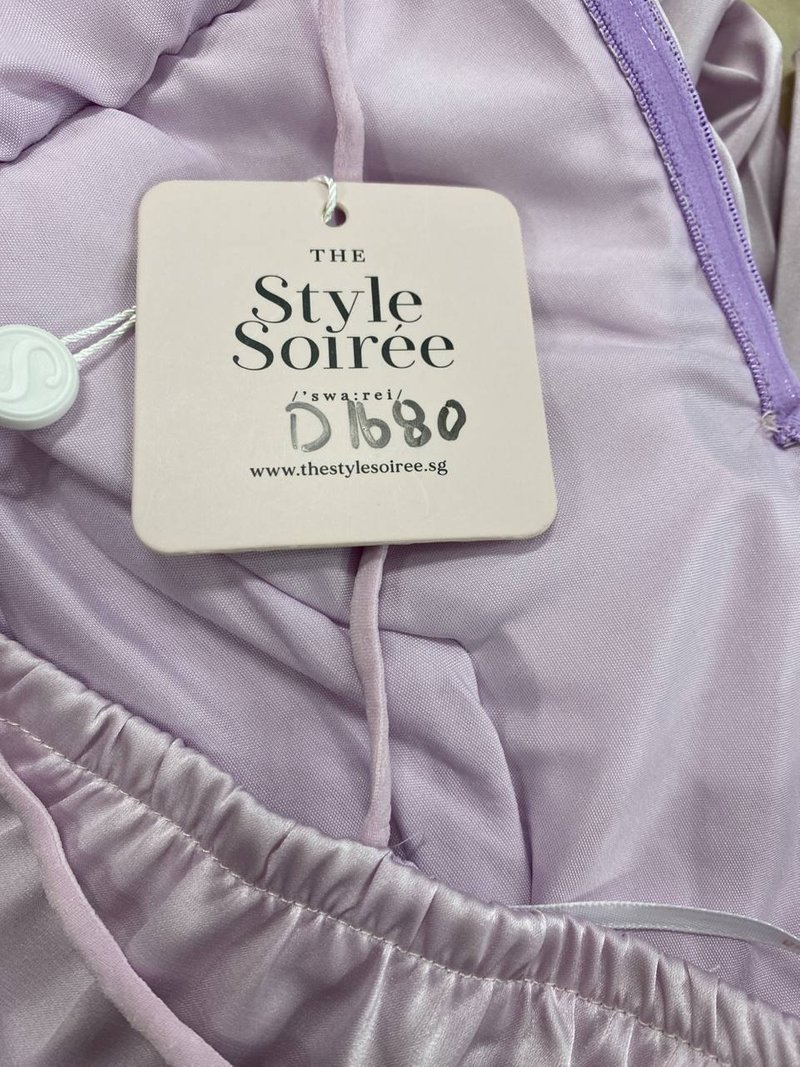 THE
Style
Soirée
/'swa:rei/
D1680
www.thestylesoiree.sg